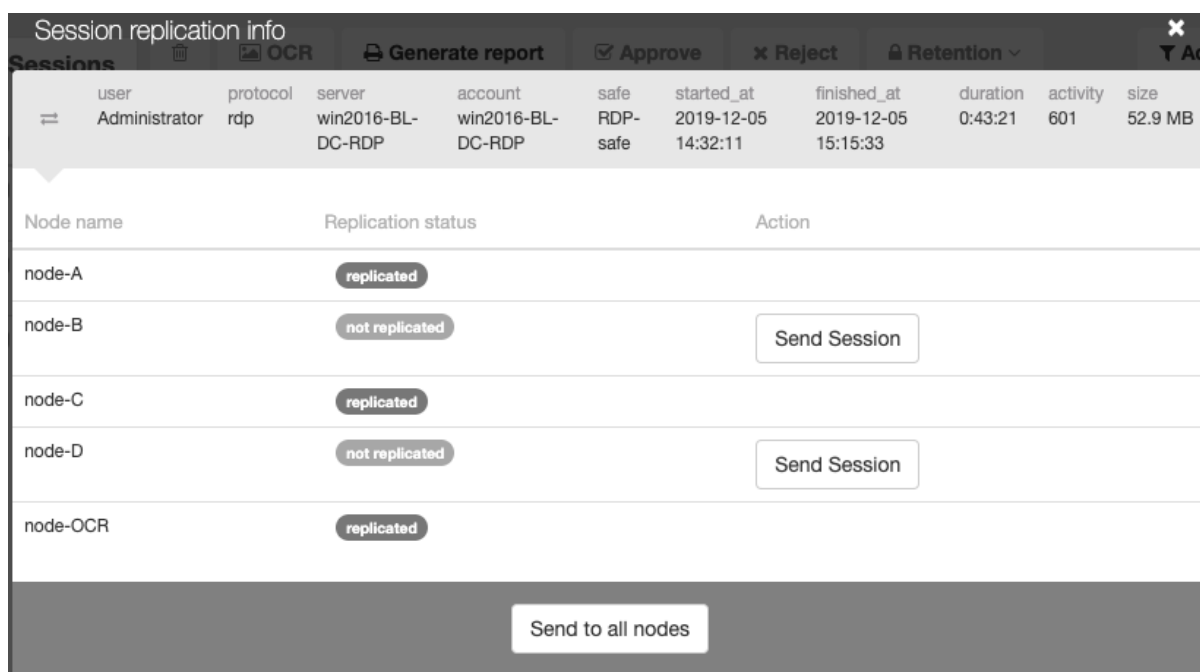 Session replication info
Sessions OCR Generate report Approve Reject Retention
user protocol server account safe started_at finished_at duration activity size
Administrator rdp win2016-BL- win2016-BL- RDP- 2019-12-05 2019-12-05 0:43:21 601 52.9 MB
DC-RDP DC-RDP safe 14:32:11 15:15:33
Node name Replication status Action
node-A replicated
node-B not replicated Send Session
node-C replicated
node-D not replicated Send Session
node-OCR replicated
Send to all nodes